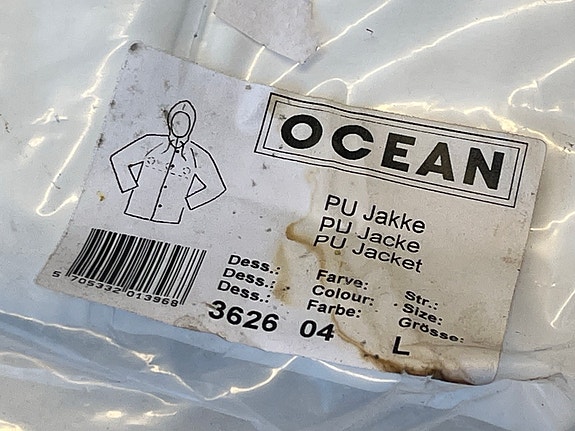 OCEAN
PU Jakke
PU Jacke
PU Jacket
Dess.: Farve: Str.:
Dess.: Colour: Size:
Dess.: Farbe: Grösse:
3626 04 L
5 705332 013968